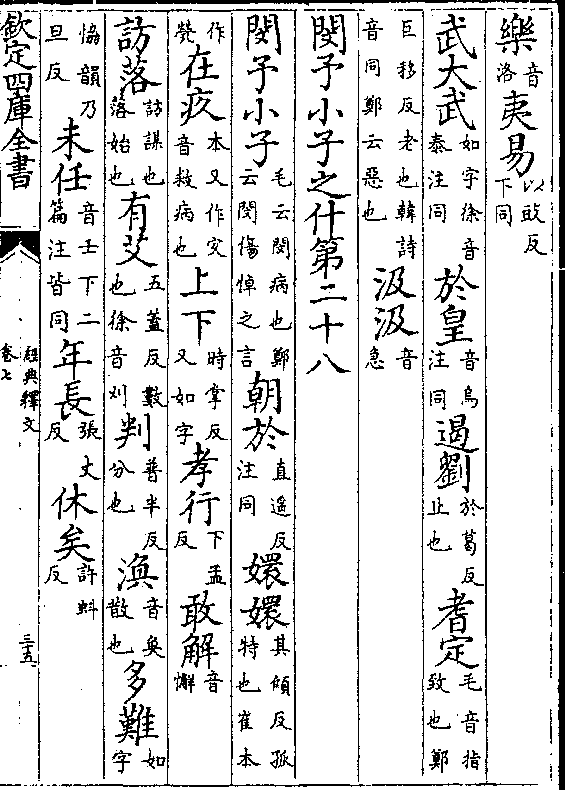 樂音洛夷易以豉反下同
武大武如字徐音泰注同於皇音烏注同遏劉於葛反止也耆定毛音指致也鄭
巨移反老也韓詩音同鄭云惡也汲汲音急
閔予小子之什第二十八
閔予小子毛云閔病也鄭云閔傷悼之言朝於直遥反注同嬛嬛其傾反孤特也崔本
作煢在疚本又作㝌音救病也上下時掌反又如字孝行下孟反敢解音懈
訪落訪謀也落始也有艾五蓋反數也徐音刈判普半反分也渙音奐散也多難如字
恊韻乃旦反未任音壬下二篇注皆同年長張丈反休矣許蚪反
欽定四庫全書
經典釋文
卷七
三十五